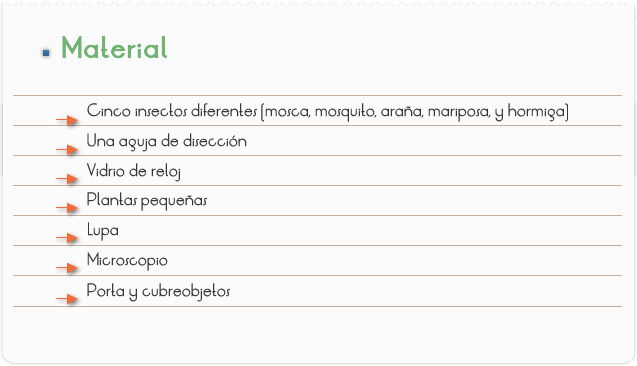 Material
Cinco insectos diferentes (mosca, mosquito, araña, mariposa, y hormiga)
Una aguja de disección
Vidrio de reloj
Plantas pequeñas
Lupa
Microscopio
Porta y cubreobjetos